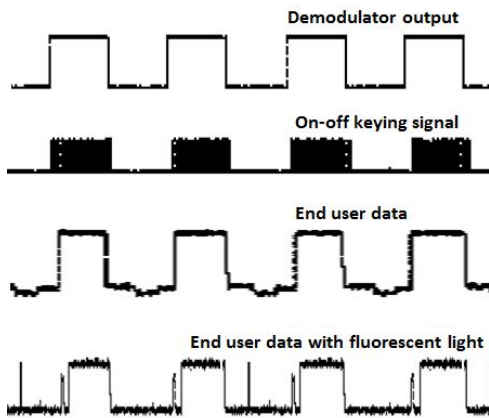 Demodulator output
On-off keying signal
End user data
End user data with fluorescent light